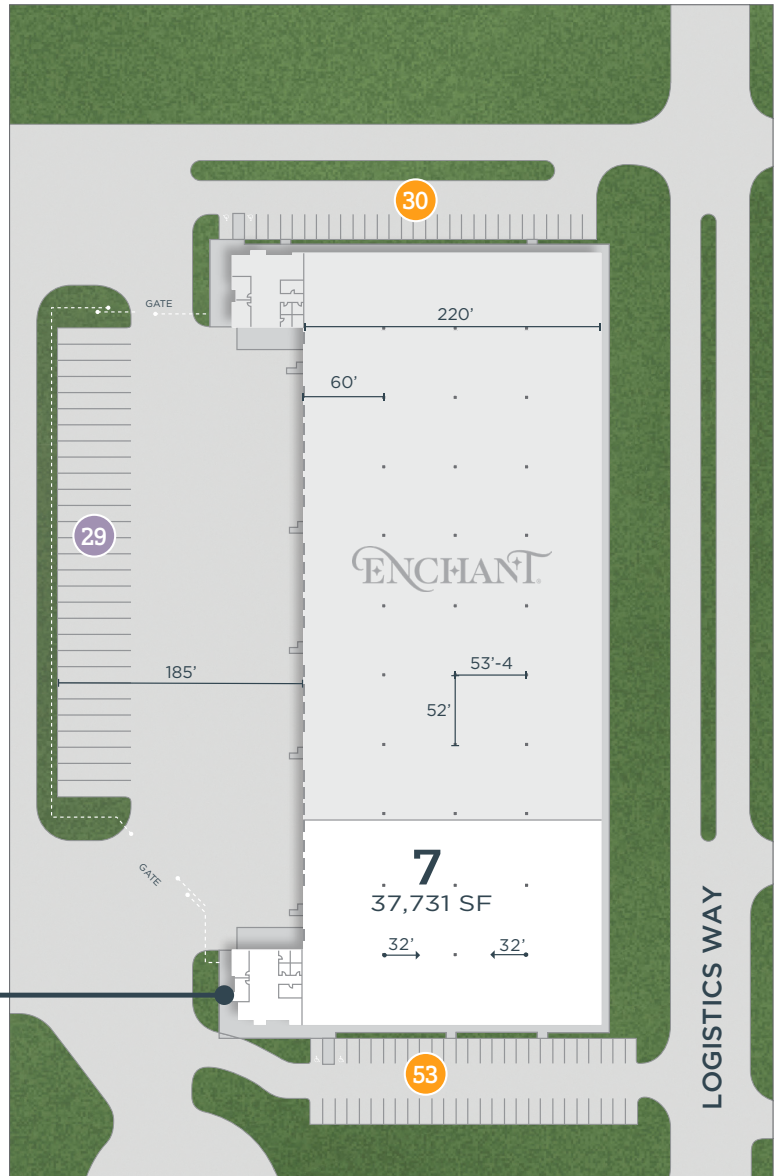 30
GATE
220’
60’
29
ENCHANT
53’-4
185’
52’
7
37,731 SF
GATE
32’
32’
LOGISTICS WAY
53